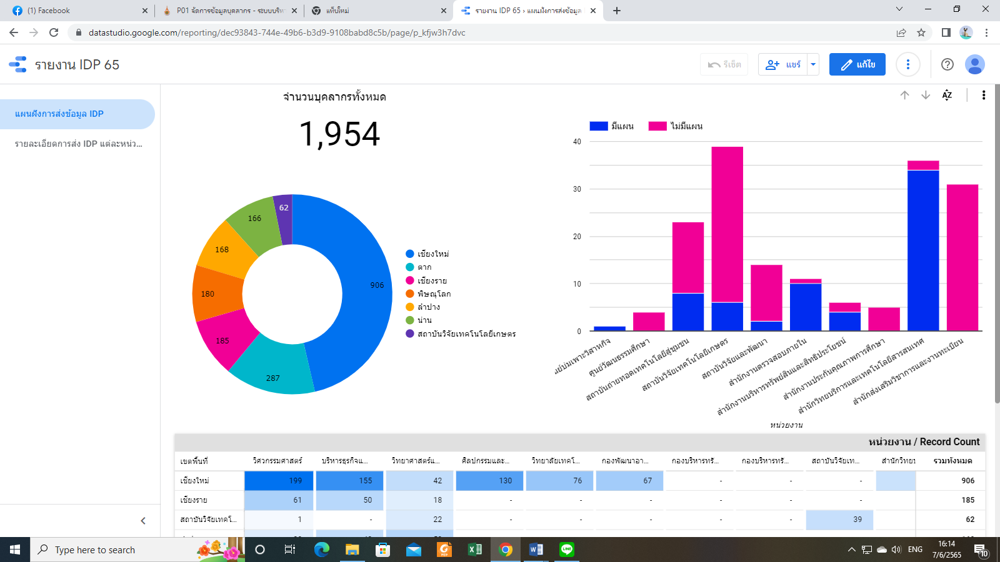 (1) Facebook
P01 จัดการข้อมูลบุคลากร - ระบบบริห
แท็บใหม่
รายงาน IDP 65 › แผนผังการส่งข้อมูล
datastudio.google.com/reporting/dec93843-744e-49b6-b3d9-9108babd8c5b/page/p_kfjw3h7dvc
รายงาน IDP 65
รีเซ็ต
แชร์
แก้ไข
แผนผังการส่งข้อมูล IDP
รายละเอียดการส่ง IDP แต่ละหน่ว...
จำนวนบุคลากรทั้งหมด
1,954
62
166
168
180
185
287
906
เชียงใหม่
ตาก
เชียงราย
พิษณุโลก
ลำปาง
น่าน
สถาบันวิจัยเทคโนโลยีเกษตร
AZ
มีแผน
ไม่มีแผน
40
30
20
10
0
ยบ่มเพาะวิสาหกิจ
ศูนย์วัฒนธรรมศึกษา
สถาบันถ่ายทอดเทคโนโลยีสู่ชุมชน
สถาบันวิจัยเทคโนโลยีเกษตร
สถาบันวิจัยและพัฒนา
สำนักงานตรวจสอบภายใน
สำนักงานบริหารทรัพย์สินและสิทธิประโยชน์
สำนักงานประกันคุณภาพการศึกษา
สำนักวิทยบริการและเทคโนโลยีสารสนเทศ
สำนักส่งเสริมวิชาการและงานทะเบียน
หน่วยงาน
หน่วยงาน / Record Count
เขตพื้นที่ วิศวกรรมศาสตร์ บริหารธุรกิจแ... วิทยาศาสตร์แ... ศิลปกรรมและ... วิทยาลัยเทคโ... กองพัฒนาอา... กองบริหารทรั... กองบริหารทรั... สถาบันวิจัยเท... สำนักวิทยบ รวมทั้งหมด
เชียงใหม่ 199 155 42 130 76 67 - - - 906
เชียงราย 61 50 18 - - - - - - 185
สถาบันวิจัยเทคโ... 1 - 22 - - - - - 39 62
Type here to search
ENG
16:14
7/6/2565
10